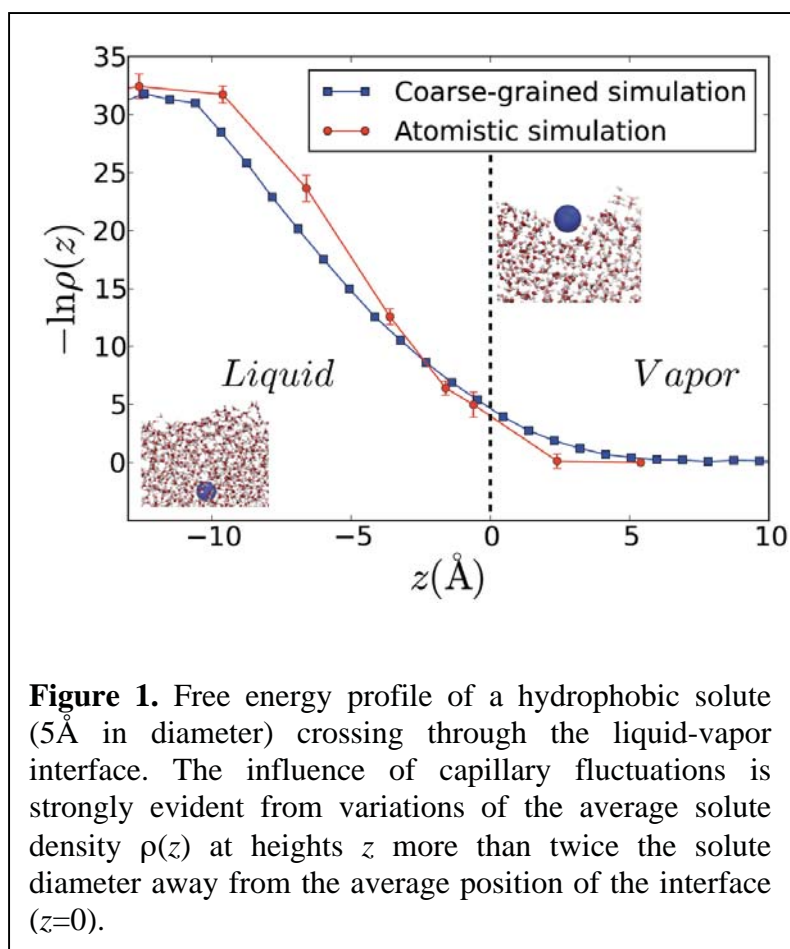 35
30
25
20
15
10
5
0
−ln ρ(z)
Coarse-grained simulation
Atomistic simulation
Liquid
Vapor
−10 −5 0 5 10
z(Å)
Figure 1. Free energy profile of a hydrophobic solute
(5Å in diameter) crossing through the liquid-vapor
interface. The influence of capillary fluctuations is
strongly evident from variations of the average solute
density ρ(z) at heights z more than twice the solute
diameter away from the average position of the interface
(z=0).